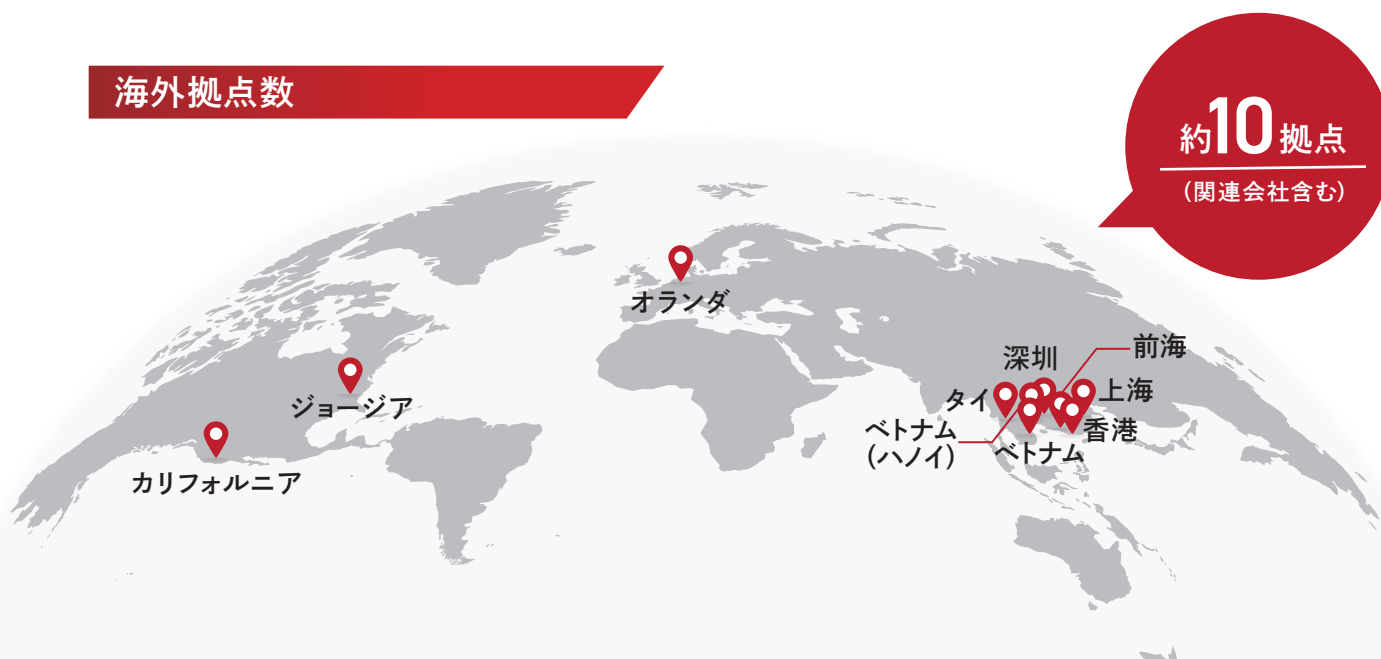 海外拠点数
約10拠点
(関連会社含む)
オランダ
ジョージア
カリフォルニア
深圳
前海
タイ
上海
ベトナム
(ハノイ)
ベトナム
香港